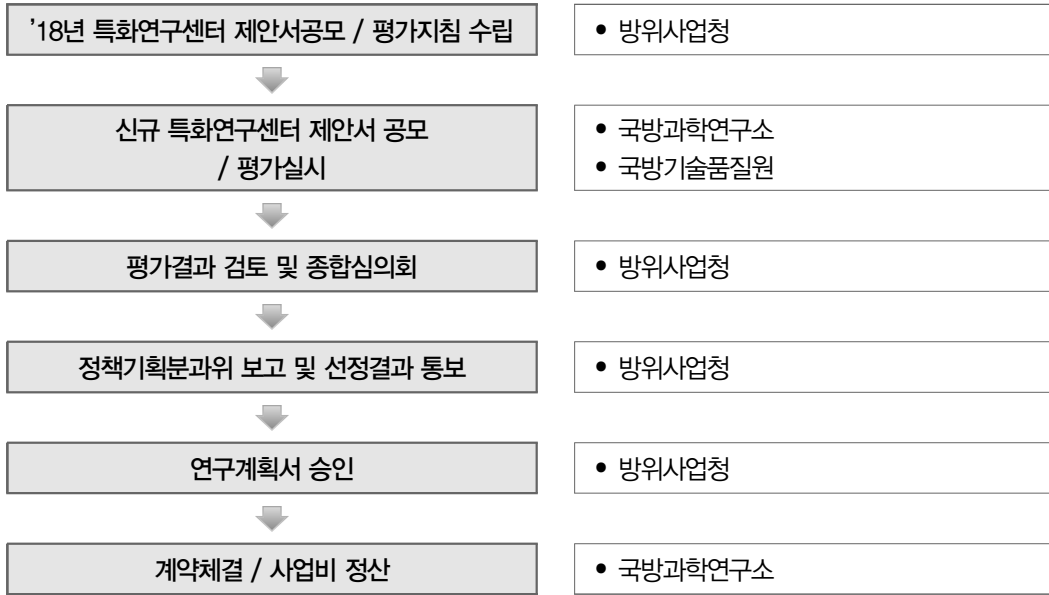 ’18년 특화연구센터 제안서공모 / 평가지침 수립
• 방위사업청
신규 특화연구센터 제안서 공모
/ 평가실시
• 국방과학연구소
• 국방기술품질원
평가결과 검토 및 종합심의회
• 방위사업청
정책기획분과위 보고 및 선정결과 통보
• 방위사업청
연구계획서 승인
• 방위사업청
계약체결 / 사업비 정산
• 국방과학연구소